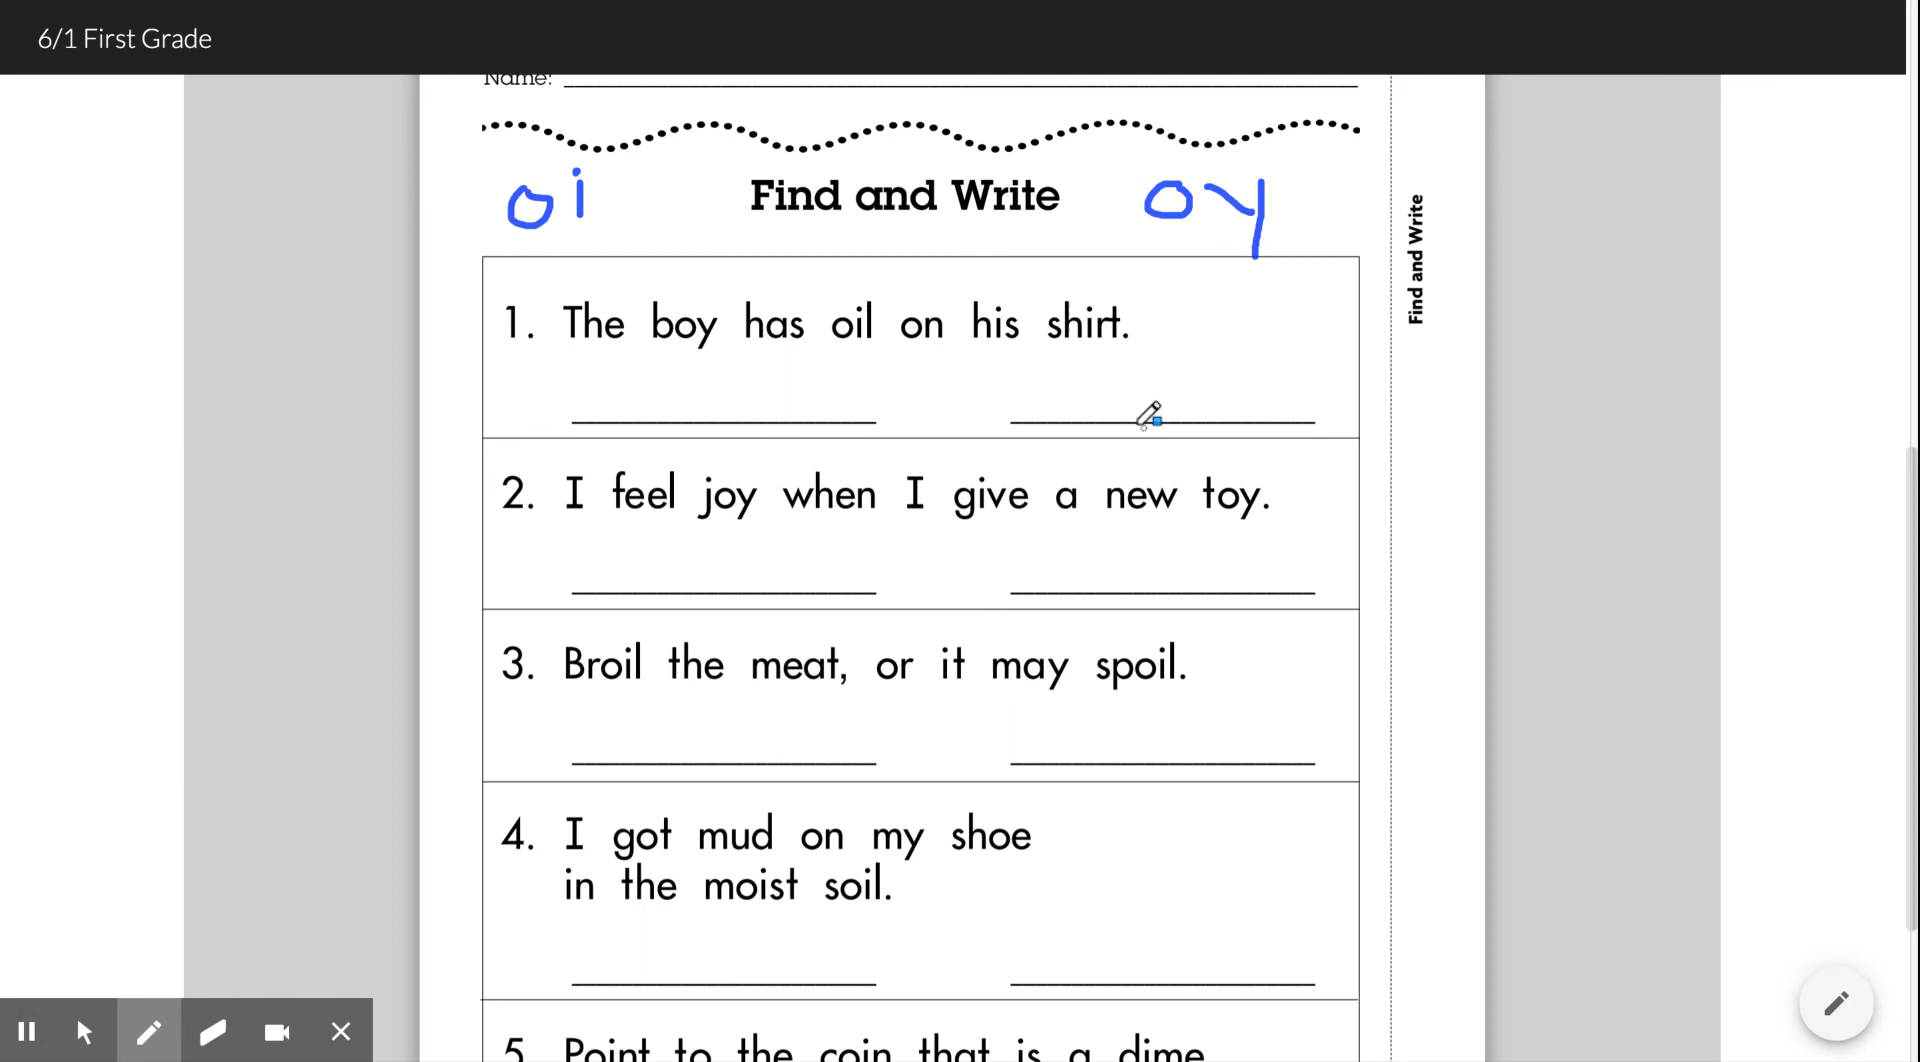 6/1 First Grade
Name:
oi Find and Write oy
1. The boy has oil on his shirt.
2. I feel joy when I give a new toy.
3. Broil the meat, or it may spoil.
4. I got mud on my shoe
in the moist soil.
5. Point to the coin that is a dime
Find and Write